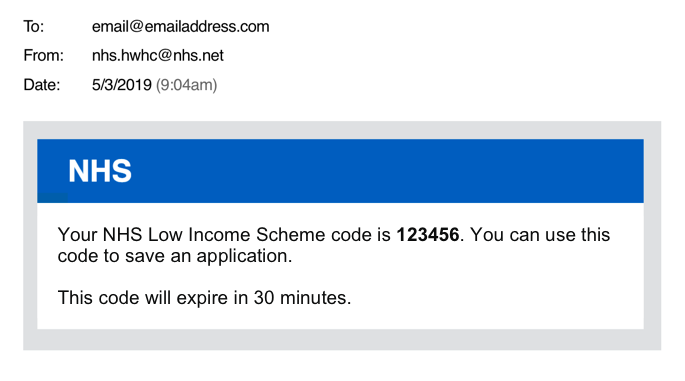 To: email@emailaddress.com
From: nhs.hwhc@nhs.net
Date: 5/3/2019 (9:04am)
NHS
Your NHS Low Income Scheme code is 123456. You can use this
code to save an application.
This code will expire in 30 minutes.